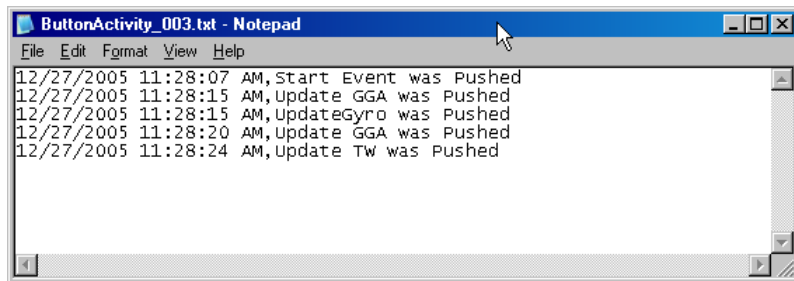 ButtonActivity_003.txt - Notepad
File Edit Format View Help
12/27/2005 11:28:07 AM,Start Event was Pushed
12/27/2005 11:28:15 AM,Update GGA was Pushed
12/27/2005 11:28:15 AM,UpdateGyro was Pushed
12/27/2005 11:28:20 AM,Update GGA was Pushed
12/27/2005 11:28:24 AM,Update TW was Pushed